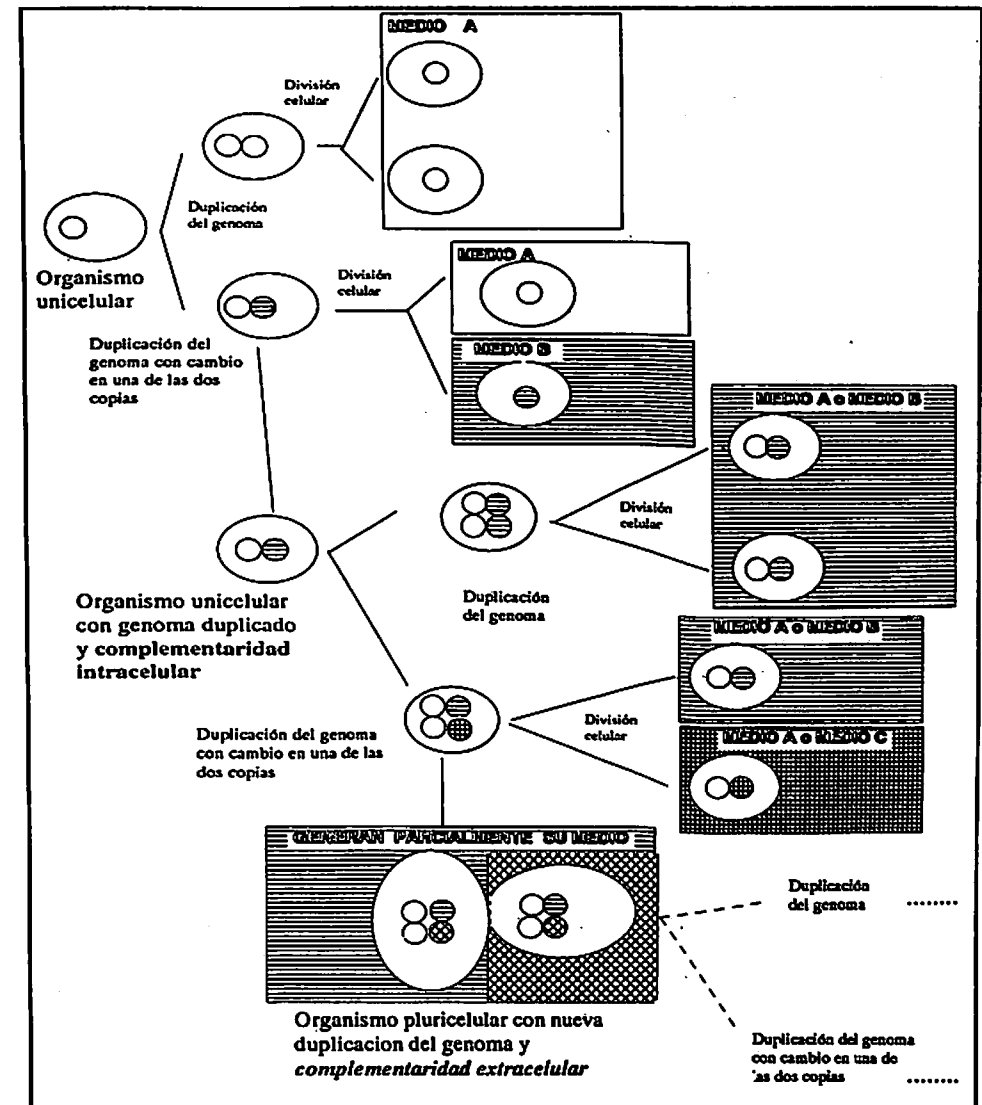 MEDIO A
División
celular
Duplicación
del genoma
Organismo
unicelular
MEDIO A
División
celular
MEDIO B
Duplicación del
genoma con cambio
en una de las dos
copias
MEDIO A o MEDIO B
División
celular
Organismo uniclular
con genoma duplicado
y complementaridad
intracelular
Duplicación
del genoma
MEDIO A o MEDIO B
Duplicación del genoma
con cambio en una de las
dos copias
División
celular
MEDIO A o MEDIO C
GENERAN PARCIALMENTE SU MEDIO
Duplicación
del genoma ........
Organismo pluricelular con nueva
duplicacion del genoma y
complementaridad extracelular
Duplicación del genoma
con cambio en una de
las dos copias ........